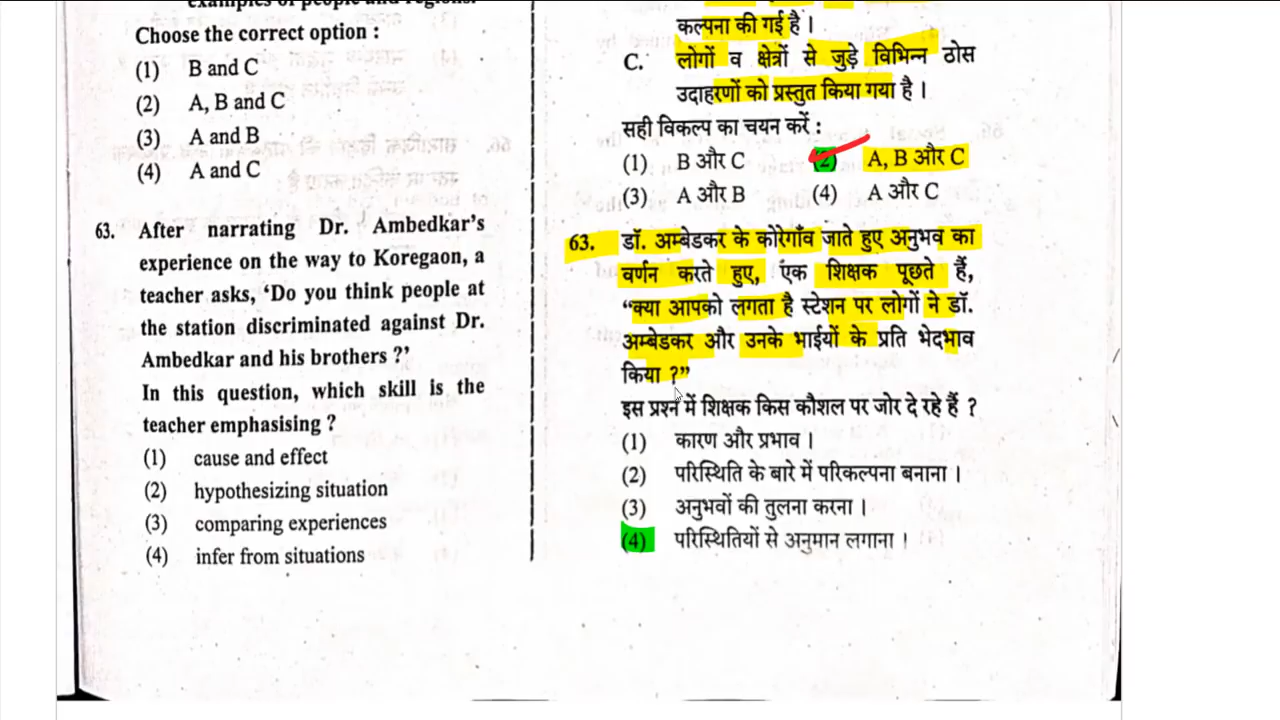 examples of people and regions.
Choose the correct option :
(1) B and C
(2) A, B and C
(3) A and B
(4) A and C
63. After narrating Dr. Ambedkar's
experience on the way to Koregaon, a
teacher asks, 'Do you think people at
the station discriminated against Dr.
Ambedkar and his brothers ?'
In this question, which skill is the
teacher emphasising ?
(1) cause and effect
(2) hypothesizing situation
(3) comparing experiences
(4) infer from situations
कल्पना की गई है ।
C. लोगों व क्षेत्रों से जुड़े विभिन्न ठोस
उदाहरणों को प्रस्तुत किया गया है ।
सही विकल्प का चयन करें :
(1) B और C (2) A, B और C
(3) A और B (4) A और C
63. डॉ. अम्बेडकर के कोरेगाँव जाते हुए अनुभव का
वर्णन करते हुए, एक शिक्षक पूछते हैं,
“क्या आपको लगता है स्टेशन पर लोगों ने डॉ.
अम्बेडकर और उनके भाईयों के प्रति भेदभाव
किया ?”
इस प्रश्न में शिक्षक किस कौशल पर जोर दे रहे हैं ?
(1) कारण और प्रभाव ।
(2) परिस्थिति के बारे में परिकल्पना बनाना ।
(3) अनुभवों की तुलना करना ।
(4) परिस्थितियों से अनुमान लगाना ।